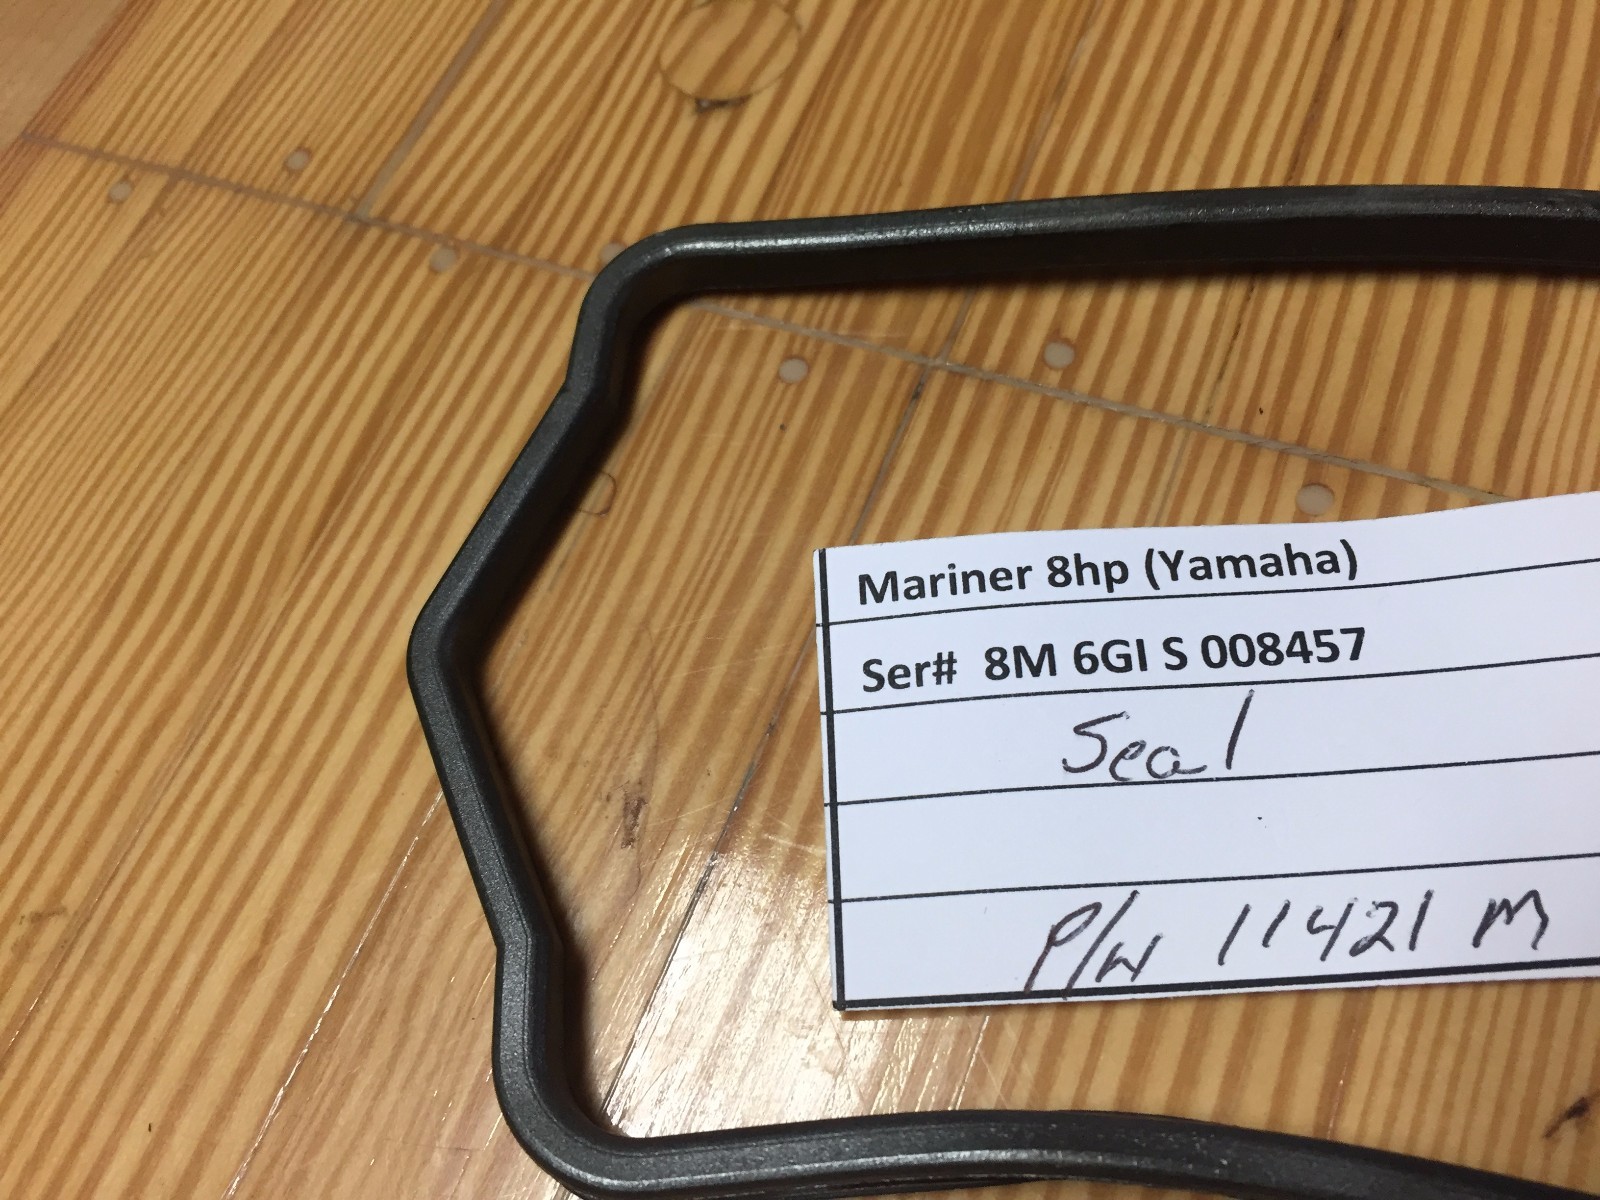 Mariner 8hp (Yamaha)
Ser# 8M 6GI S 008457
Seal
P/N 11421 M